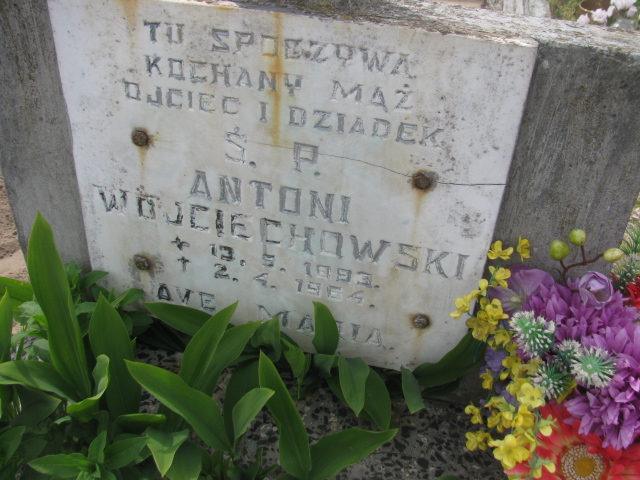 TU SPOCZYWA
KOCHANY MĄŻ
OJCIEC I DZIADEK
Ś. P.
ANTONI
WOJCIECHOWSKI
* 13. 5. 1893.
† 2. 4. 1964.
AVE MARIA